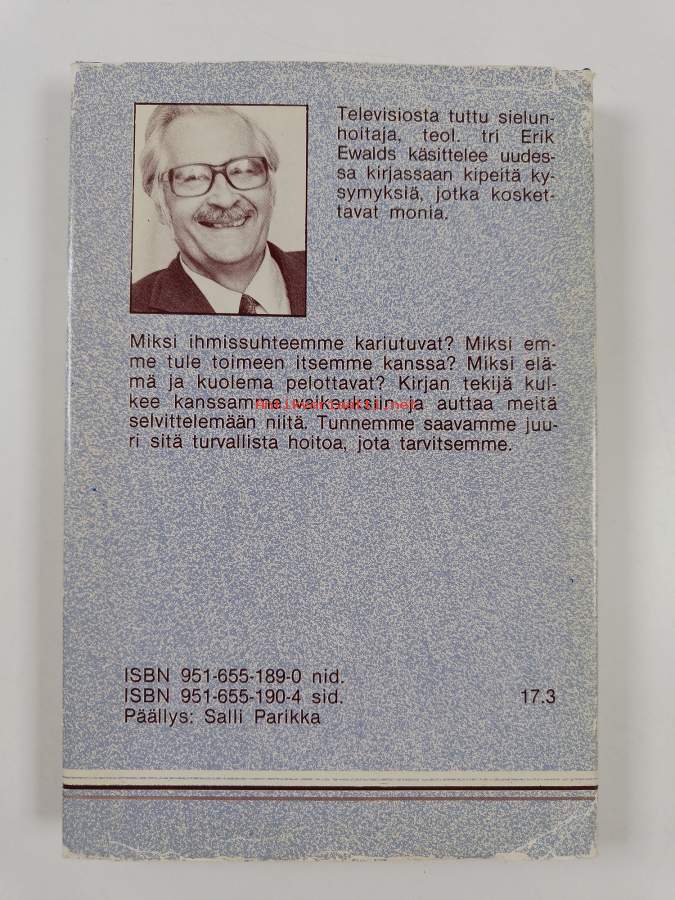 Televisiosta tuttu sielun-
hoitaja, teol. tri Erik
Ewalds käsittelee uudes-
sa kirjassaan kipeitä ky-
symyksiä, jotka kosket-
tavat monia.
Miksi ihmissuhteemme kariutuvat? Miksi em-
me tule toimeen itsemme kanssa? Miksi elä-
mä ja kuolema pelottavat? Kirjan tekijä kul-
kee kanssamme vaikeuksiin ja auttaa meitä
selvittelemään niitä. Tunnemme saavamme juu-
ri sitä turvallista hoitoa, jota tarvitsemme.
ISBN 951-655-189-0 nid.
ISBN 951-655-190-4 sid. 17.3
Päällys: Salli Parikka